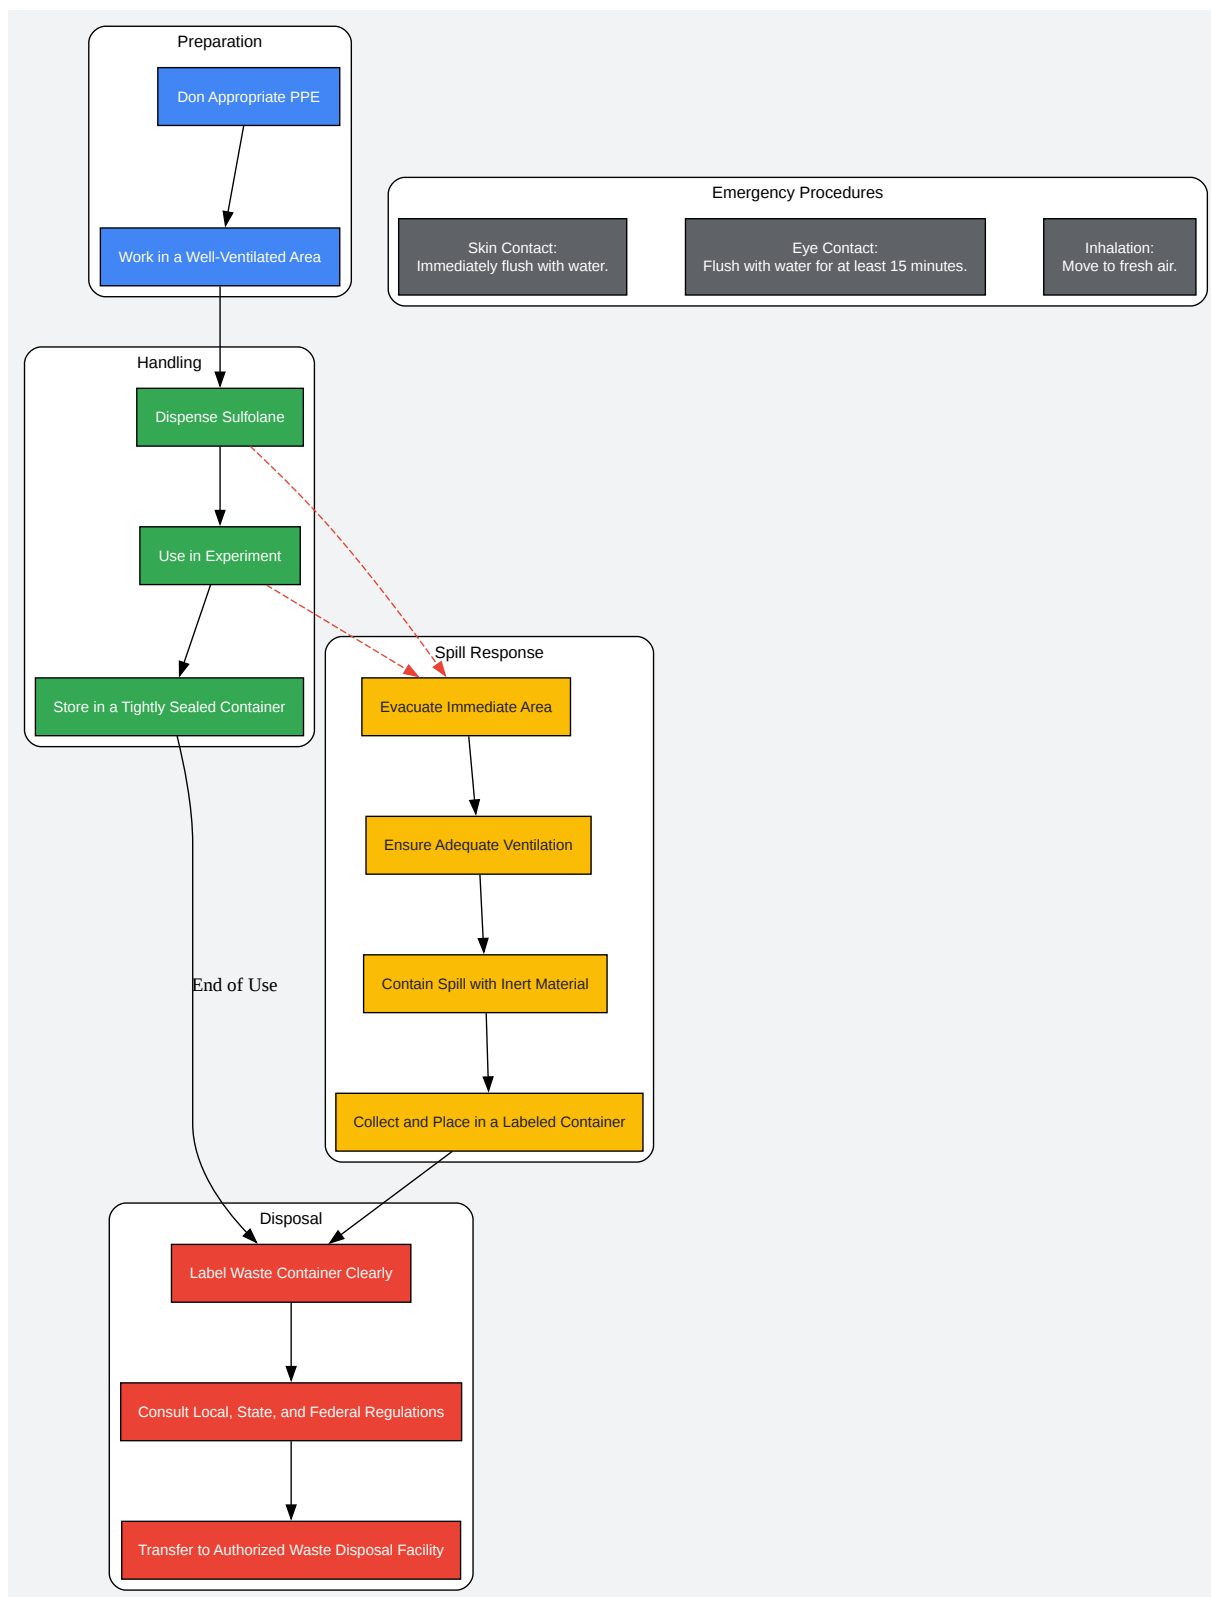 Preparation
Don Appropriate PPE
Work in a Well-Ventilated Area
Emergency Procedures
Skin Contact:
Immediately flush with water.
Eye Contact:
Flush with water for at least 15 minutes.
Inhalation:
Move to fresh air.
Handling
Dispense Sulfolane
Use in Experiment
Store in a Tightly Sealed Container
Spill Response
Evacuate Immediate Area
Ensure Adequate Ventilation
Contain Spill with Inert Material
Collect and Place in a Labeled Container
End of Use
Disposal
Label Waste Container Clearly
Consult Local, State, and Federal Regulations
Transfer to Authorized Waste Disposal Facility